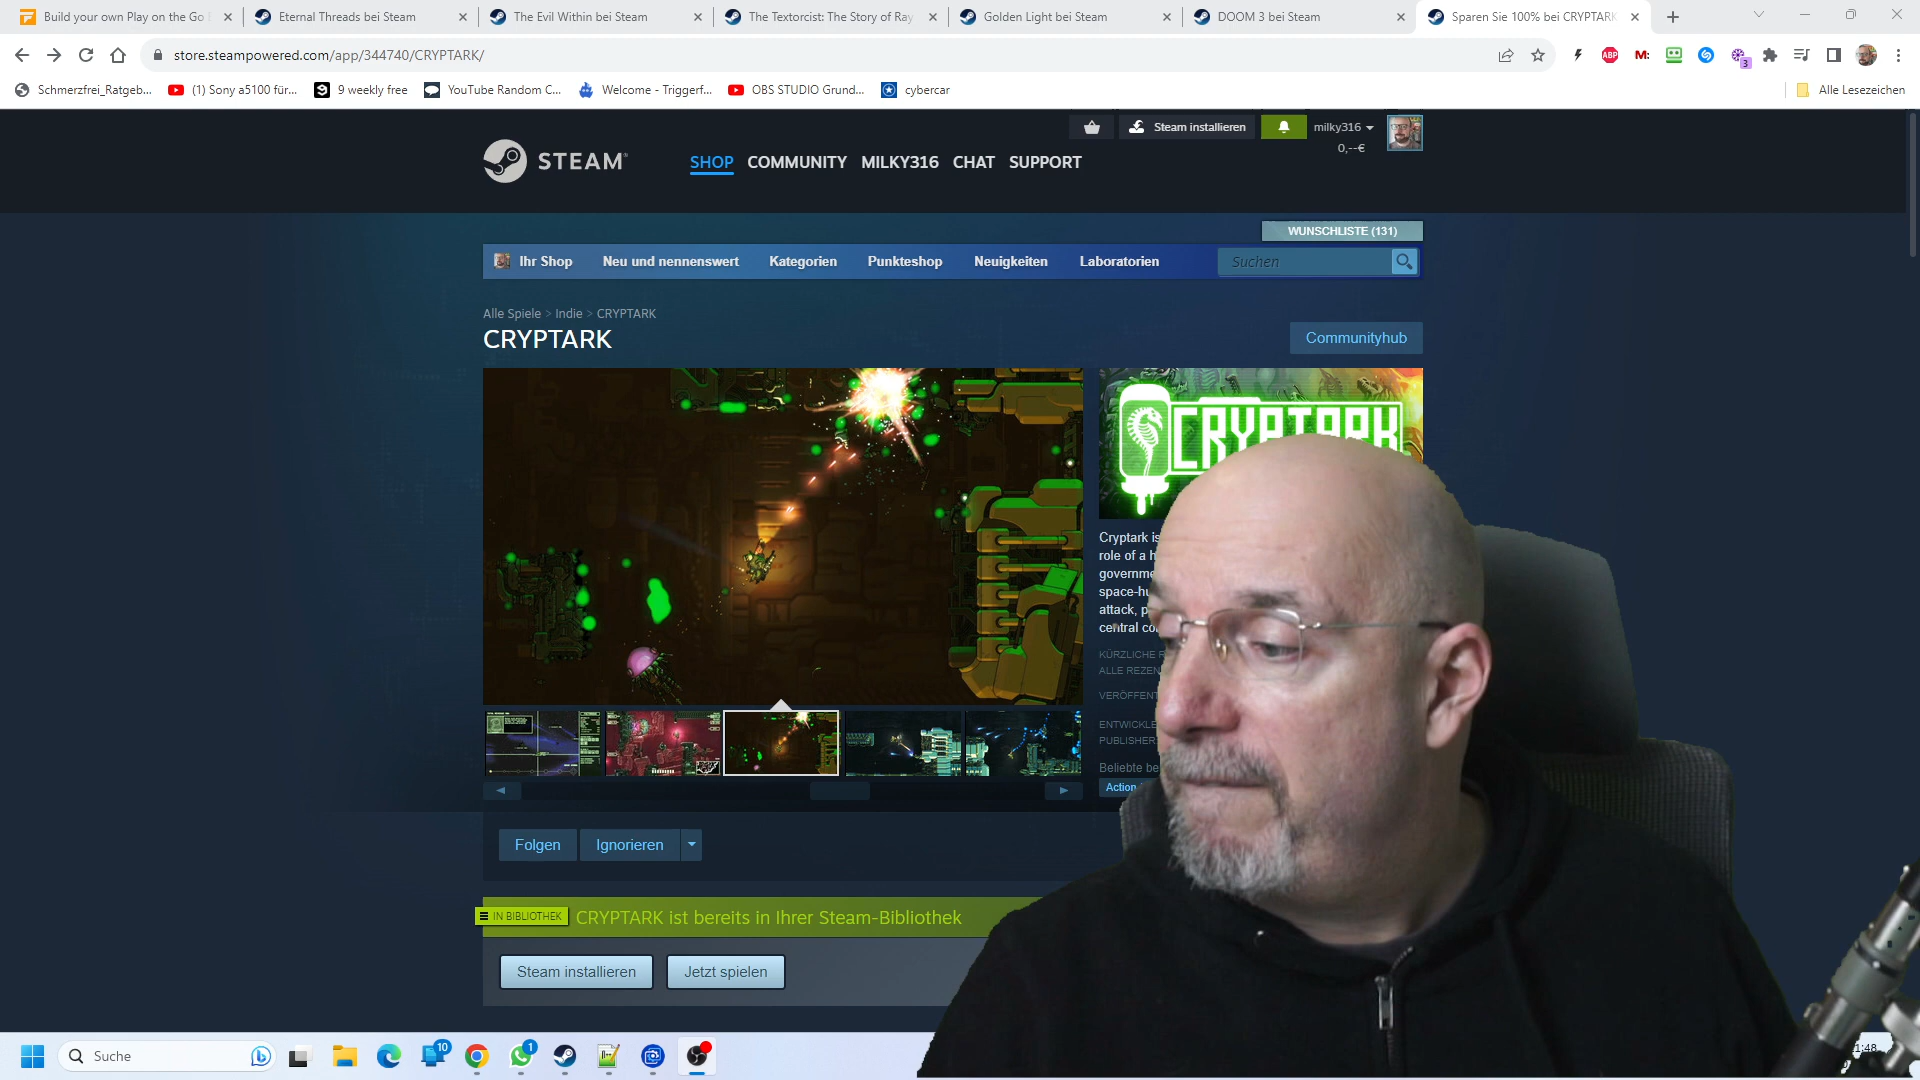 Build your own Play on the Go
Eternal Threads bei Steam
The Evil Within bei Steam
The Textorcist: The Story of Ray
Golden Light bei Steam
DOOM 3 bei Steam
Sparen Sie 100% bei CRYPTARK
store.steampowered.com/app/344740/CRYPTARK/
ABP
M:
3
Schmerzfrei_Ratgeb...
(1) Sony a5100 für...
9 weekly free
YouTube Random C...
Welcome - Triggerf...
OBS STUDIO Grund...
cybercar
Alle Lesezeichen
Steam installieren
milky316
0,--€
STEAM
SHOP
COMMUNITY
MILKY316
CHAT
SUPPORT
WUNSCHLISTE (131)
Ihr Shop
Neu und nennenswert
Kategorien
Punkteshop
Neuigkeiten
Laboratorien
Suchen
Alle Spiele > Indie > CRYPTARK
CRYPTARK
Communityhub
CRYPTARK
Cryptark is
role of a h
governme
space-hu
attack, p
central co
KÜRZLICHE R
ALLE REZEN
VERÖFFENT
ENTWICKLE
PUBLISHER
Beliebte be
Action
Folgen
Ignorieren
IN BIBLIOTHEK
CRYPTARK ist bereits in Ihrer Steam-Bibliothek
Steam installieren
Jetzt spielen
Suche
10
1
1:48